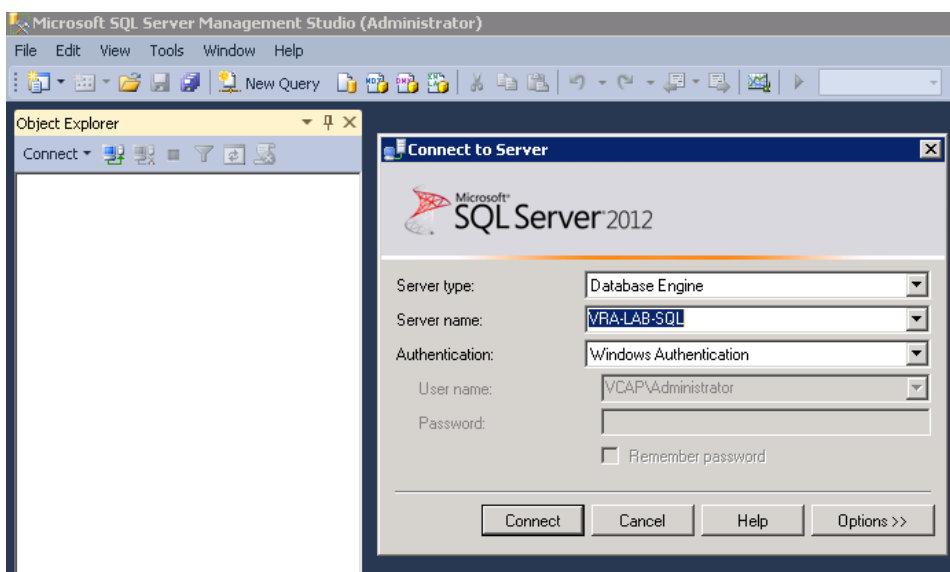 Microsoft SQL Server Management Studio (Administrator)
File Edit View Tools Window Help
New Query
Object Explorer
Connect
Connect to Server
Microsoft®
SQL Server 2012
Server type: Database Engine
Server name: VRA-LAB-SQL
Authentication: Windows Authentication
User name: VCAP\Administrator
Password:
Remember password
Connect Cancel Help Options >>